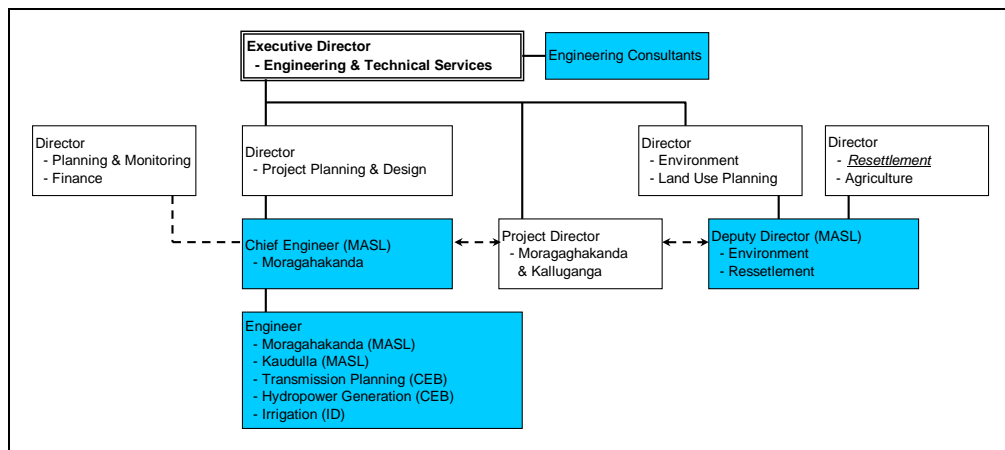 Executive Director
- Engineering & Technical Services
Engineering Consultants
Director
- Planning & Monitoring
- Finance
Director
- Project Planning & Design
Director
- Environment
- Land Use Planning
Director
- Resettlement
- Agriculture
Chief Engineer (MASL)
- Moragahakanda
Project Director
- Moragaghakanda
& Kalluganga
Deputy Director (MASL)
- Environment
- Ressetlement
Engineer
- Moragahakanda (MASL)
- Kaudulla (MASL)
- Transmission Planning (CEB)
- Hydropower Generation (CEB)
- Irrigation (ID)